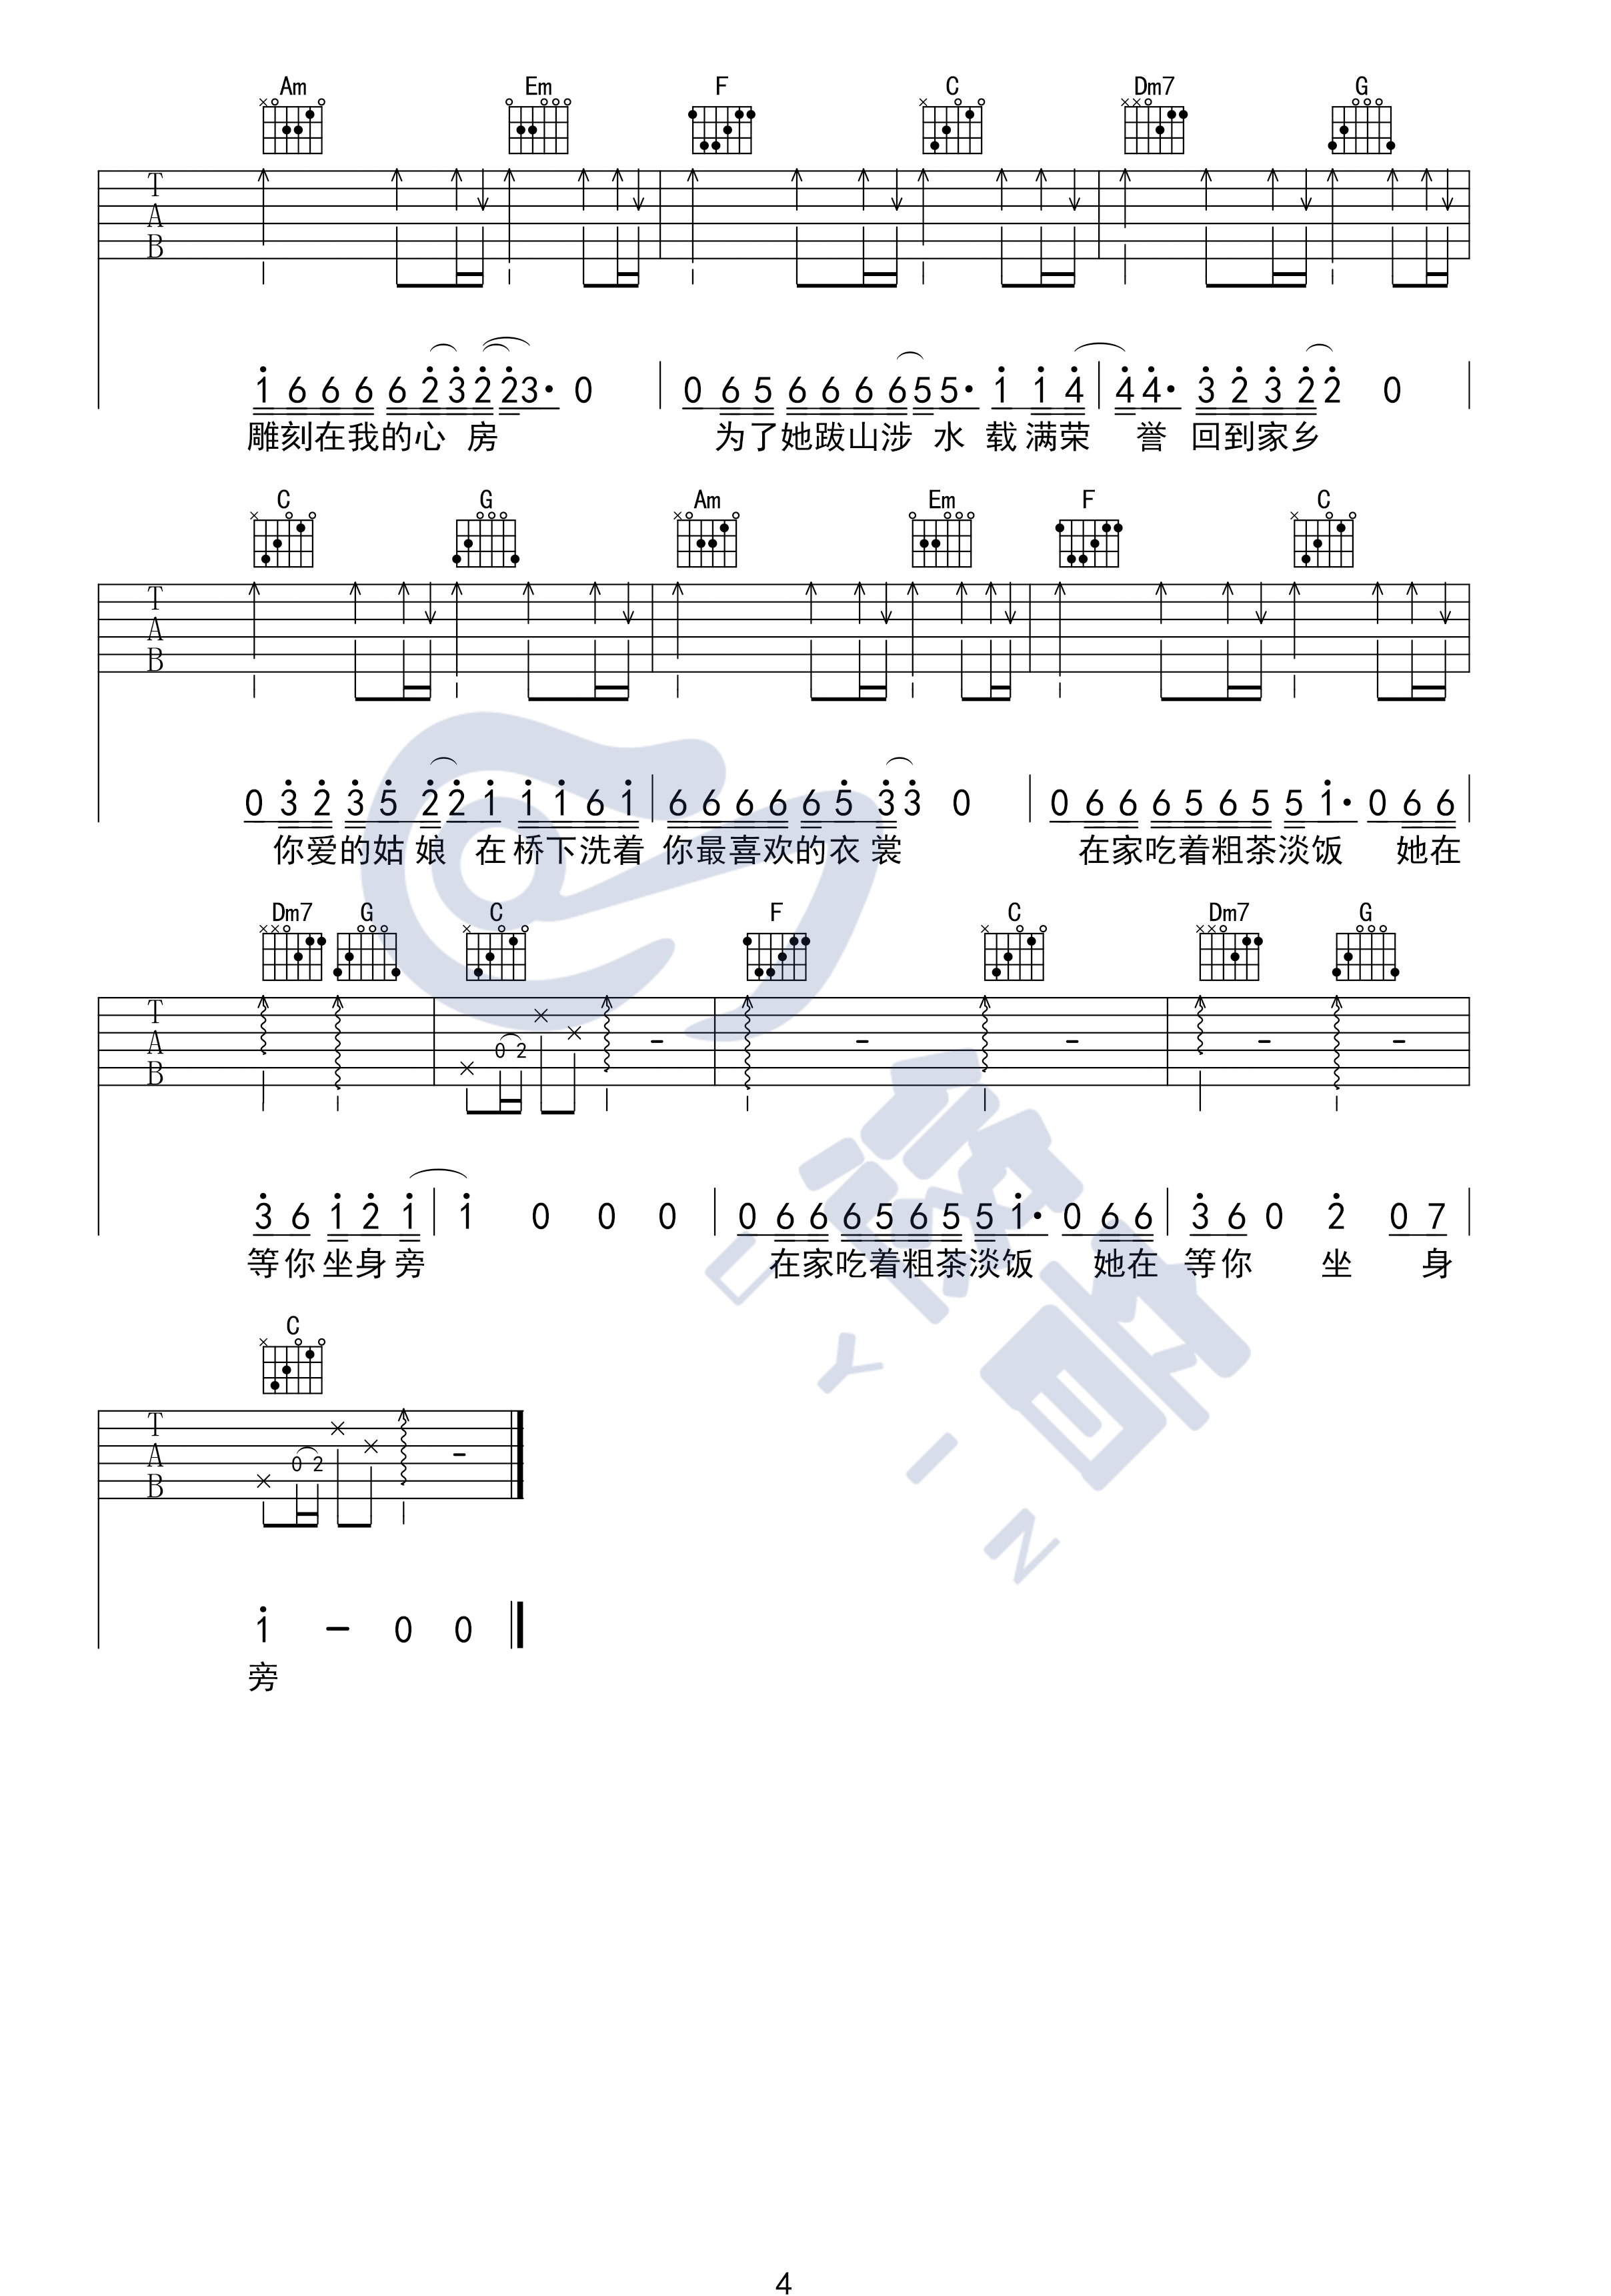 Am Em F C Dm7 G
T
A
B
1 6 6 6 6 2 3 2 2 3· 0 | 0 6 5 6 6 6 6 5 5· 1 1 4 | 4 4· 3 2 3 2 2 0
雕刻在我的心 房 为了她跋山涉 水 载 满荣 誉 回到家乡
C G Am Em F C
T
A
B
0 3 2 3 5 2 2 1 1 1 6 1 | 6 6 6 6 6 5 3 3 0 | 0 6 6 6 5 6 5 5 1· 0 6 6
你爱的姑 娘 在 桥下洗着 你最喜欢的衣 裳 在家吃着粗茶淡饭 她在
Dm7 G C F C Dm7 G
T
A
B
0 2
3 6 1 2 1 | 1 0 0 0 | 0 6 6 6 5 6 5 5 1· 0 6 6 | 3 6 0 2 0 7
等你 坐身 旁 在家吃着粗茶淡饭 她在 等你 坐 身
C
T
A
B
0 2
1 – 0 0
旁
音
U Y I N
4